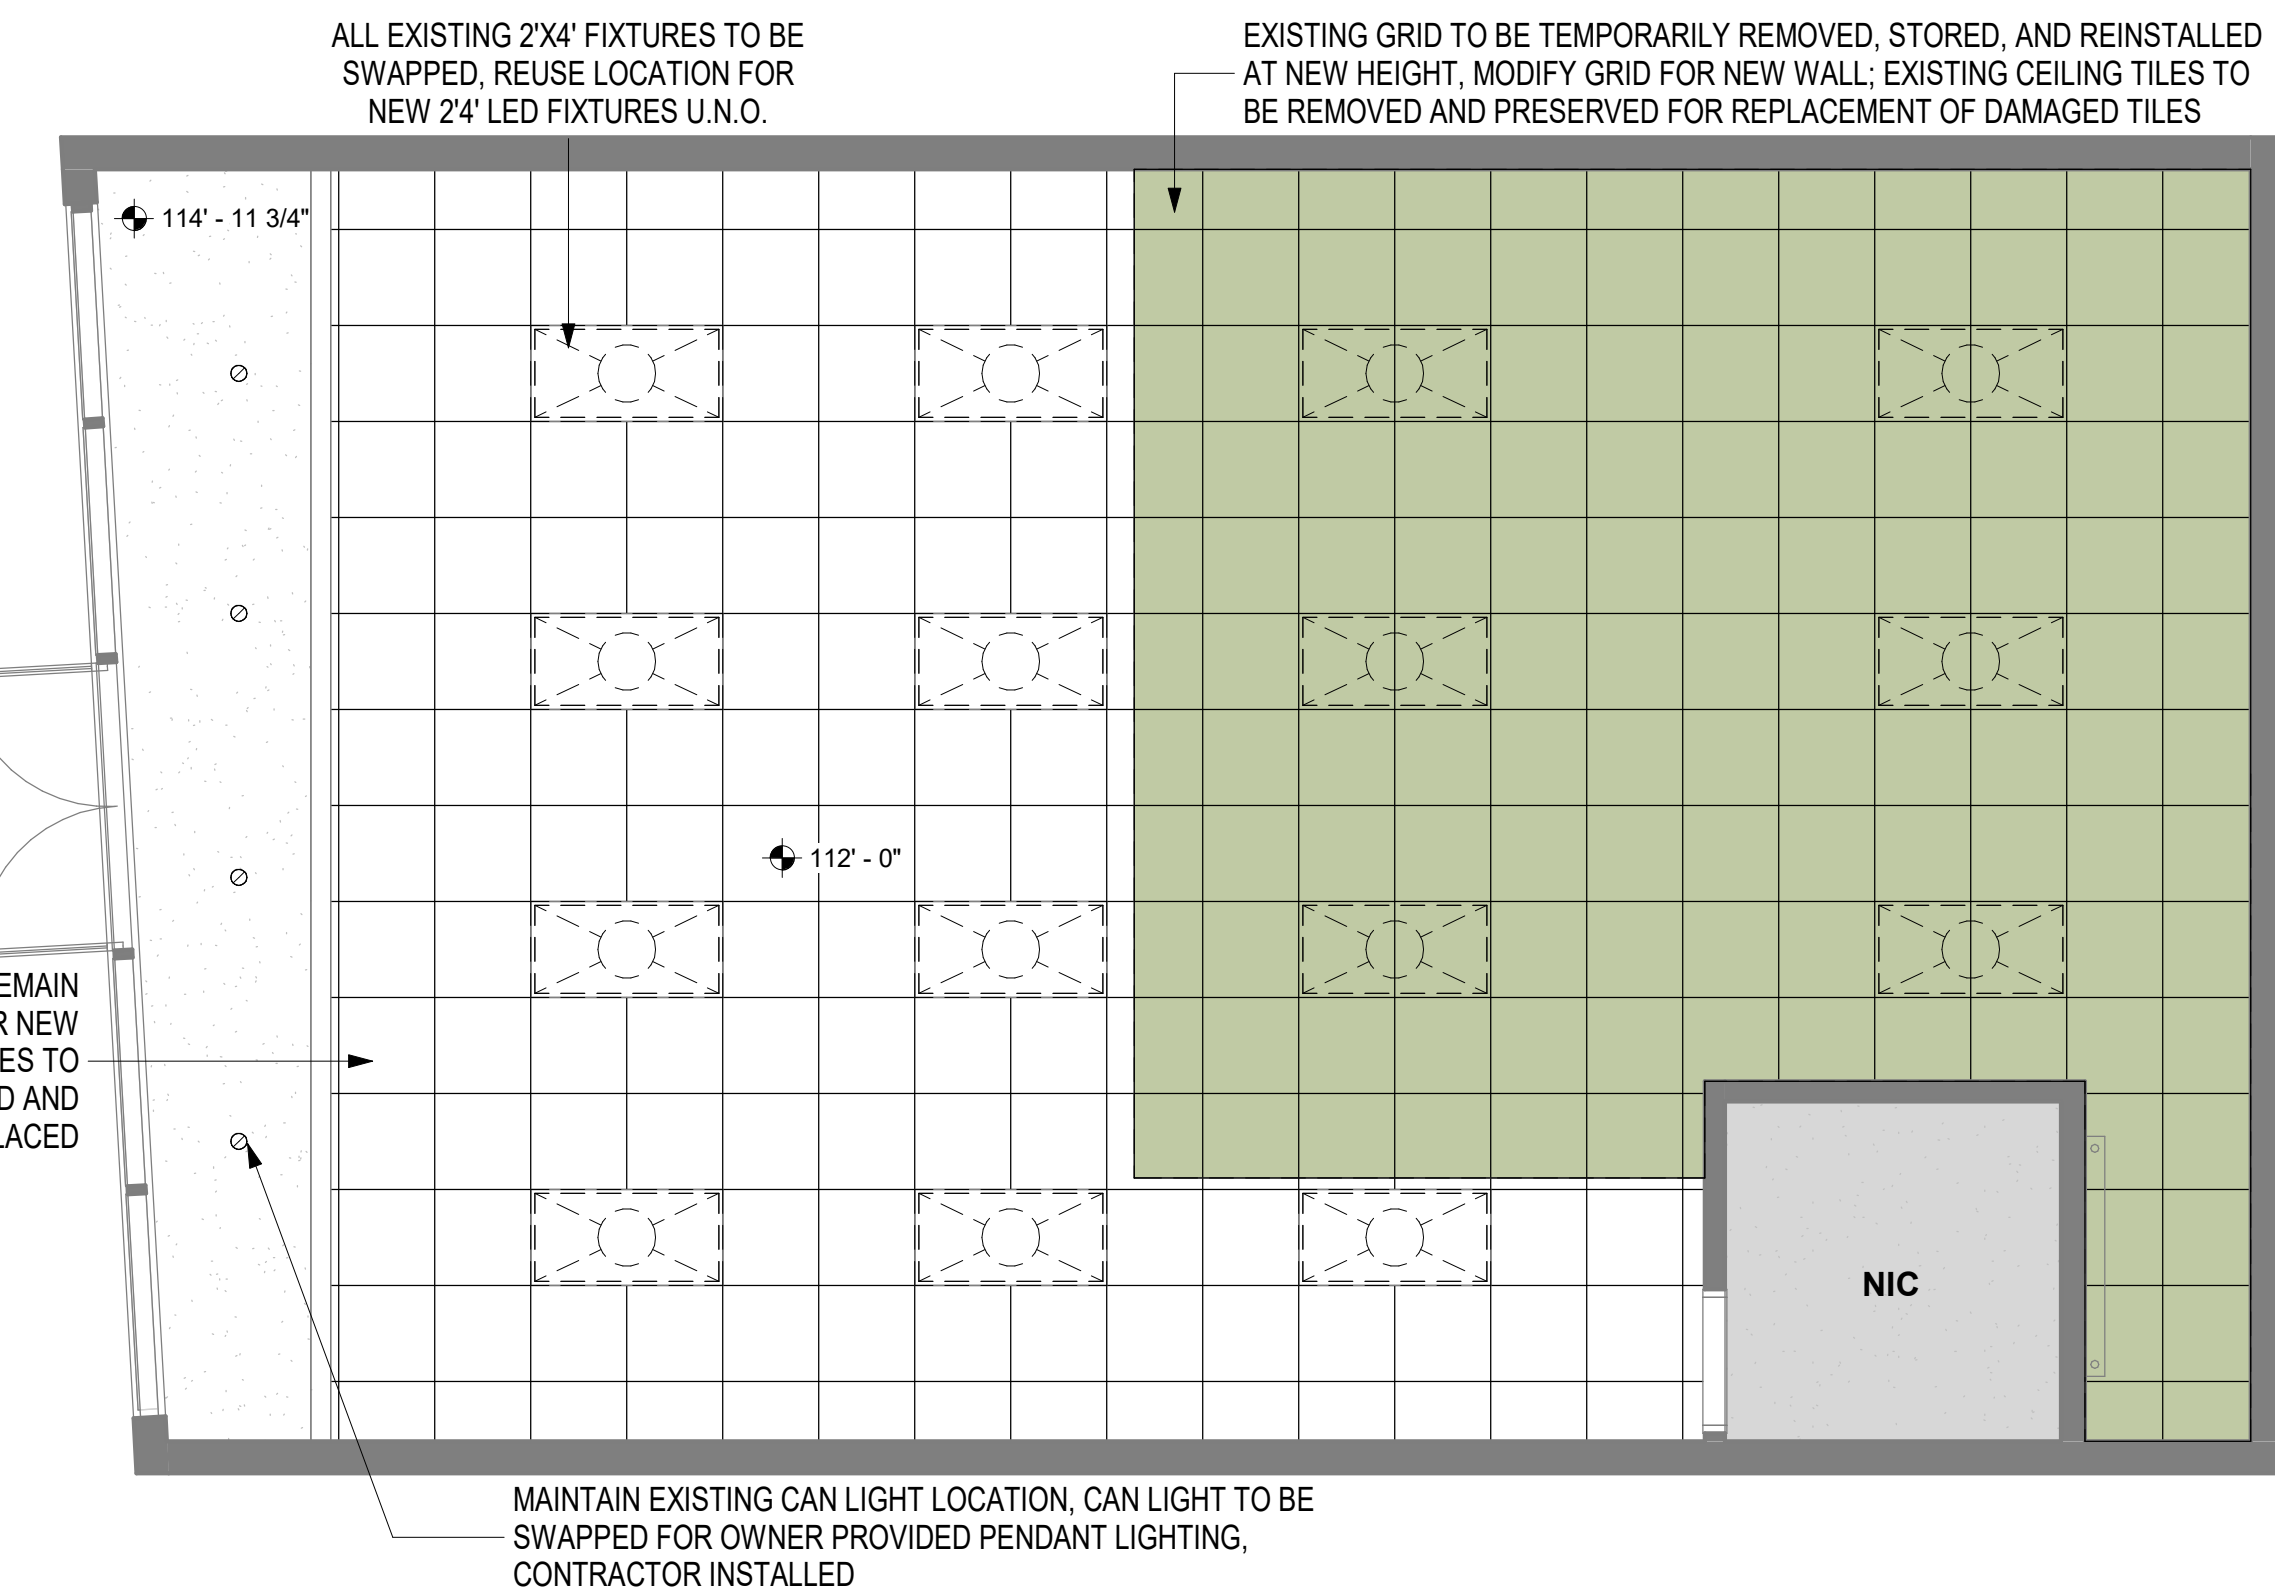 ALL EXISTING 2'X4' FIXTURES TO BE
SWAPPED, REUSE LOCATION FOR
NEW 2'4' LED FIXTURES U.N.O.
EXISTING GRID TO BE TEMPORARILY REMOVED, STORED, AND REINSTALLED
AT NEW HEIGHT, MODIFY GRID FOR NEW WALL; EXISTING CEILING TILES TO
BE REMOVED AND PRESERVED FOR REPLACEMENT OF DAMAGED TILES
114' - 11 3/4"
112' - 0"
EMAIN
R NEW
ES TO
D AND
LACED
NIC
MAINTAIN EXISTING CAN LIGHT LOCATION, CAN LIGHT TO BE
SWAPPED FOR OWNER PROVIDED PENDANT LIGHTING,
CONTRACTOR INSTALLED